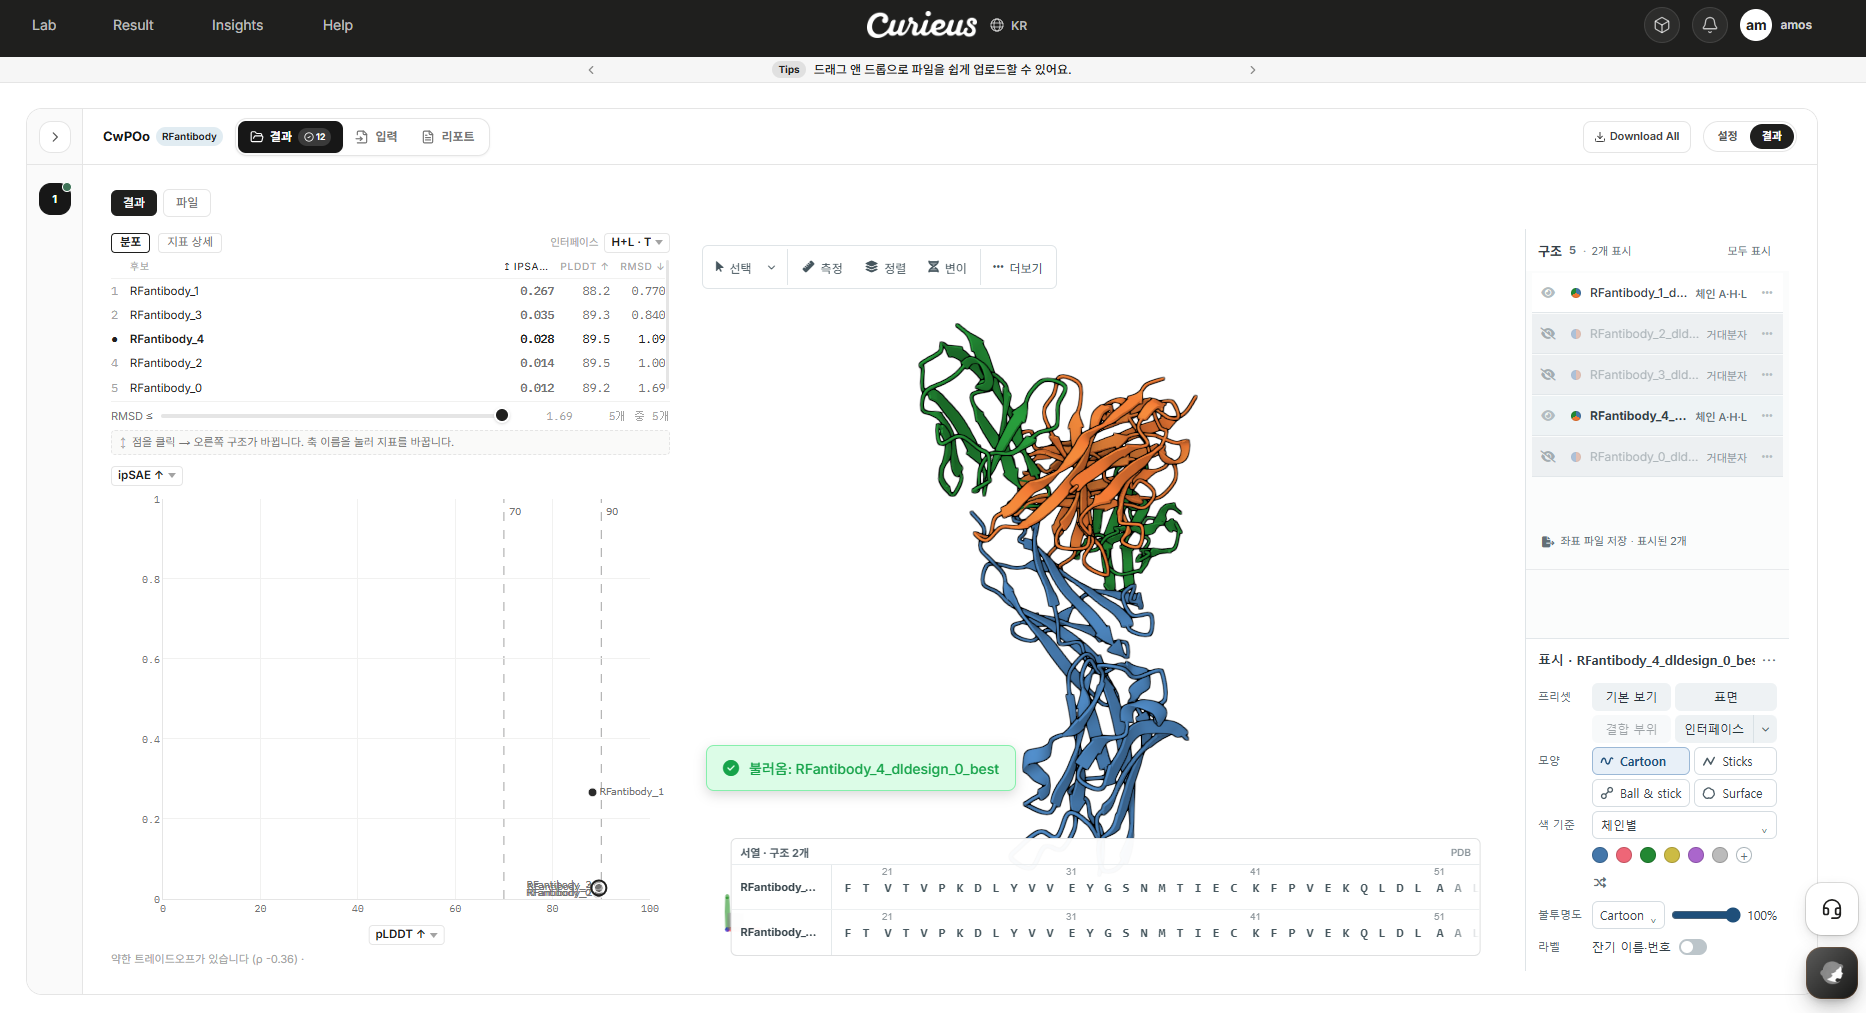 Lab Result Insights Help Curieus KR am amos
Tips 드래그 앤 드롭으로 파일을 쉽게 업로드할 수 있어요.
CwPOo RFantibody 결과 12 입력 리포트 Download All 설정 결과
1
결과 파일
분포 지표 상세 인터페이스 H+L · T
후보 ↕ IPSA... PLDDT ↑ RMSD ↓
1 RFantibody_1 0.267 88.2 0.770
2 RFantibody_3 0.035 89.3 0.840
● RFantibody_4 0.028 89.5 1.09
4 RFantibody_2 0.014 89.5 1.00
5 RFantibody_0 0.012 89.2 1.69
RMSD ≤ 1.69 5개 중 5개
↕ 점을 클릭 → 오른쪽 구조가 바뀝니다. 축 이름을 눌러 지표를 바꿉니다.
ipSAE ↑
1
70 90
0.8
0.6
0.4
RFantibody_1
0.2
RFantibody_2
RFantibody_0
0
0 20 40 60 80 100
pLDDT ↑
약한 트레이드오프가 있습니다 (ρ -0.36) ·
선택 측정 정렬 변이 ··· 더보기
불러옴: RFantibody_4_dldesign_0_best
서열 · 구조 2개 PDB
21 31 41 51
RFantibody_... F T V T V P K D L Y V V E Y G S N M T I E C K F P V E K Q L D L A A L
21 31 41 51
RFantibody_... F T V T V P K D L Y V V E Y G S N M T I E C K F P V E K Q L D L A A L
구조 5 · 2개 표시 모두 표시
RFantibody_1_d... 체인 A·H·L ···
RFantibody_2_dld... 거대분자 ···
RFantibody_3_dld... 거대분자 ···
RFantibody_4_... 체인 A·H·L ···
RFantibody_0_dld... 거대분자 ···
좌표 파일 저장 · 표시된 2개
표시 · RFantibody_4_dldesign_0_bes ···
프리셋 기본 보기 표면
결합 부위 인터페이스
모양 Cartoon Sticks
Ball & stick Surface
색 기준 체인별
불투명도 Cartoon 100%
라벨 잔기 이름·번호